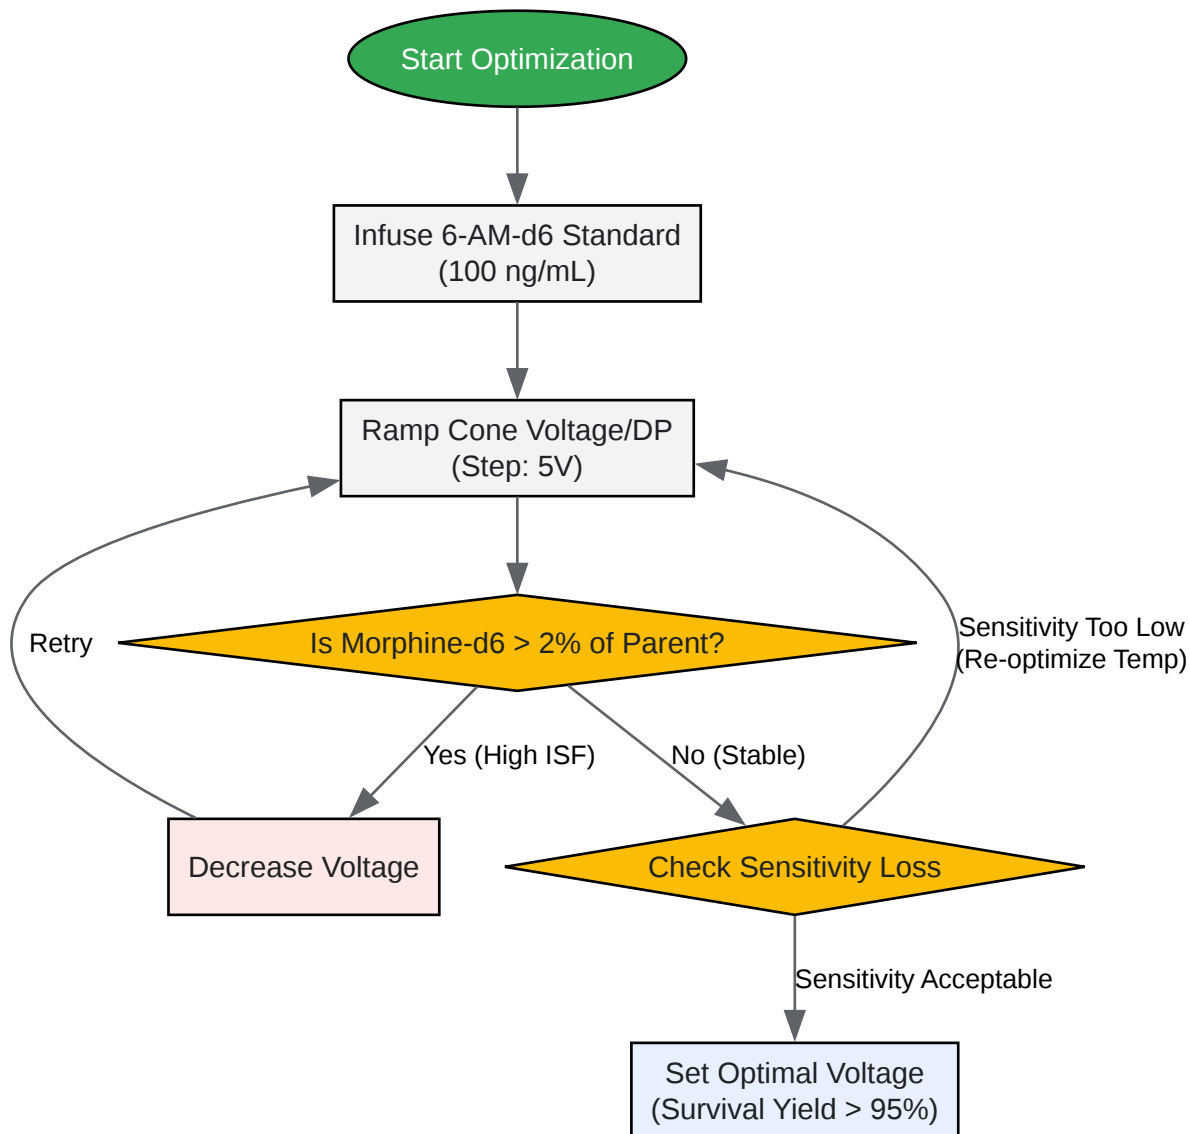 Start Optimization
Infuse 6-AM-d6 Standard
(100 ng/mL)
Ramp Cone Voltage/DP
(Step: 5V)
Is Morphine-d6 > 2% of Parent?
Retry
Sensitivity Too Low
(Re-optimize Temp)
Yes (High ISF)
No (Stable)
Decrease Voltage
Check Sensitivity Loss
Sensitivity Acceptable
Set Optimal Voltage
(Survival Yield > 95%)